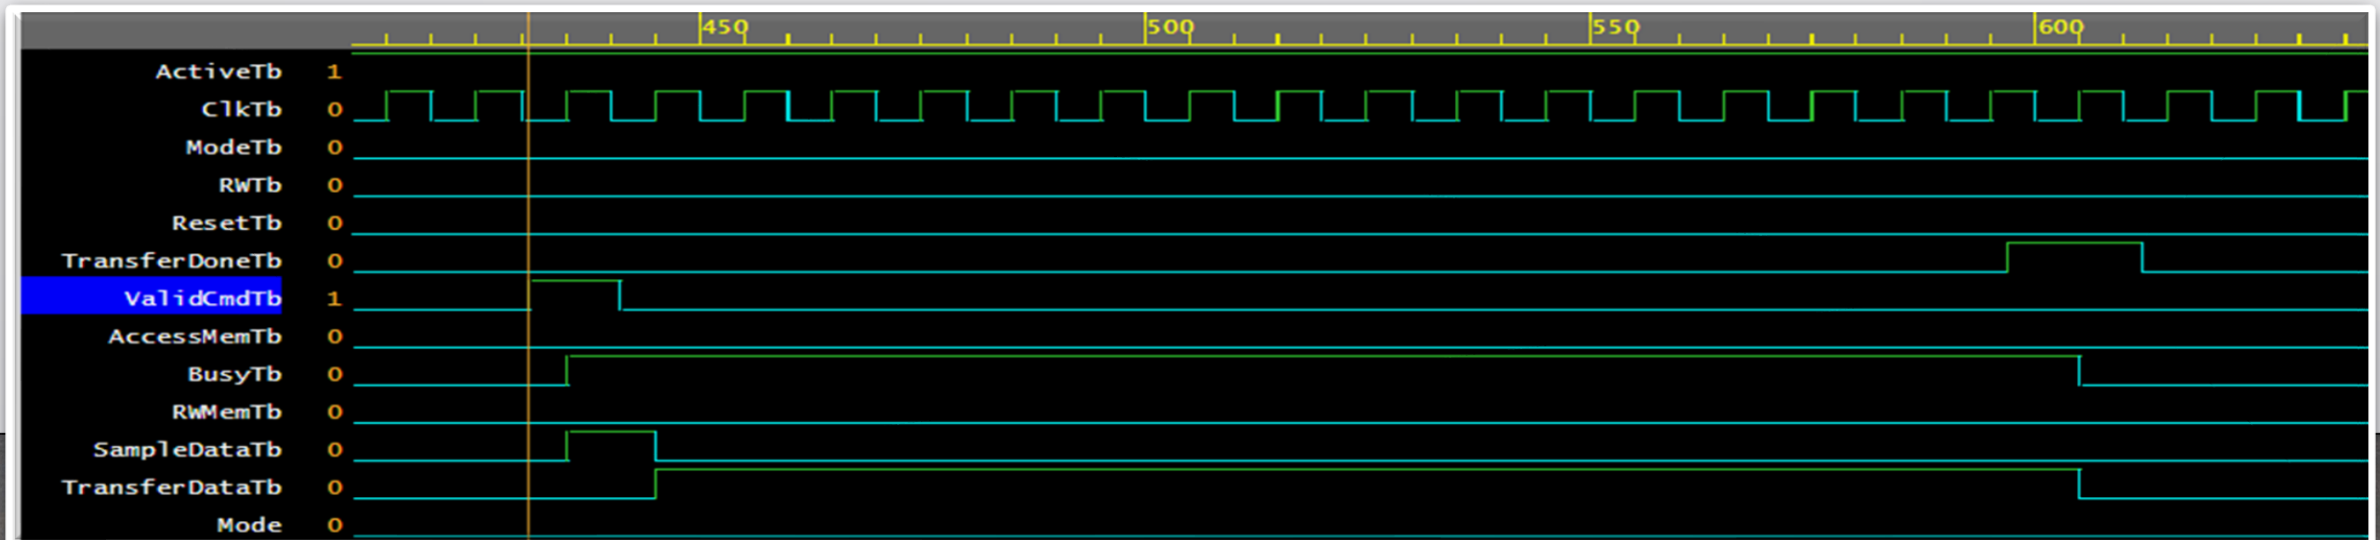 450 500 550 600
ActiveTb 1
ClkTb 0
ModeTb 0
RWTb 0
ResetTb 0
TransferDoneTb 0
ValidCmdTb 1
AccessMemTb 0
BusyTb 0
RWMemTb 0
SampleDataTb 0
TransferDataTb 0
Mode 0